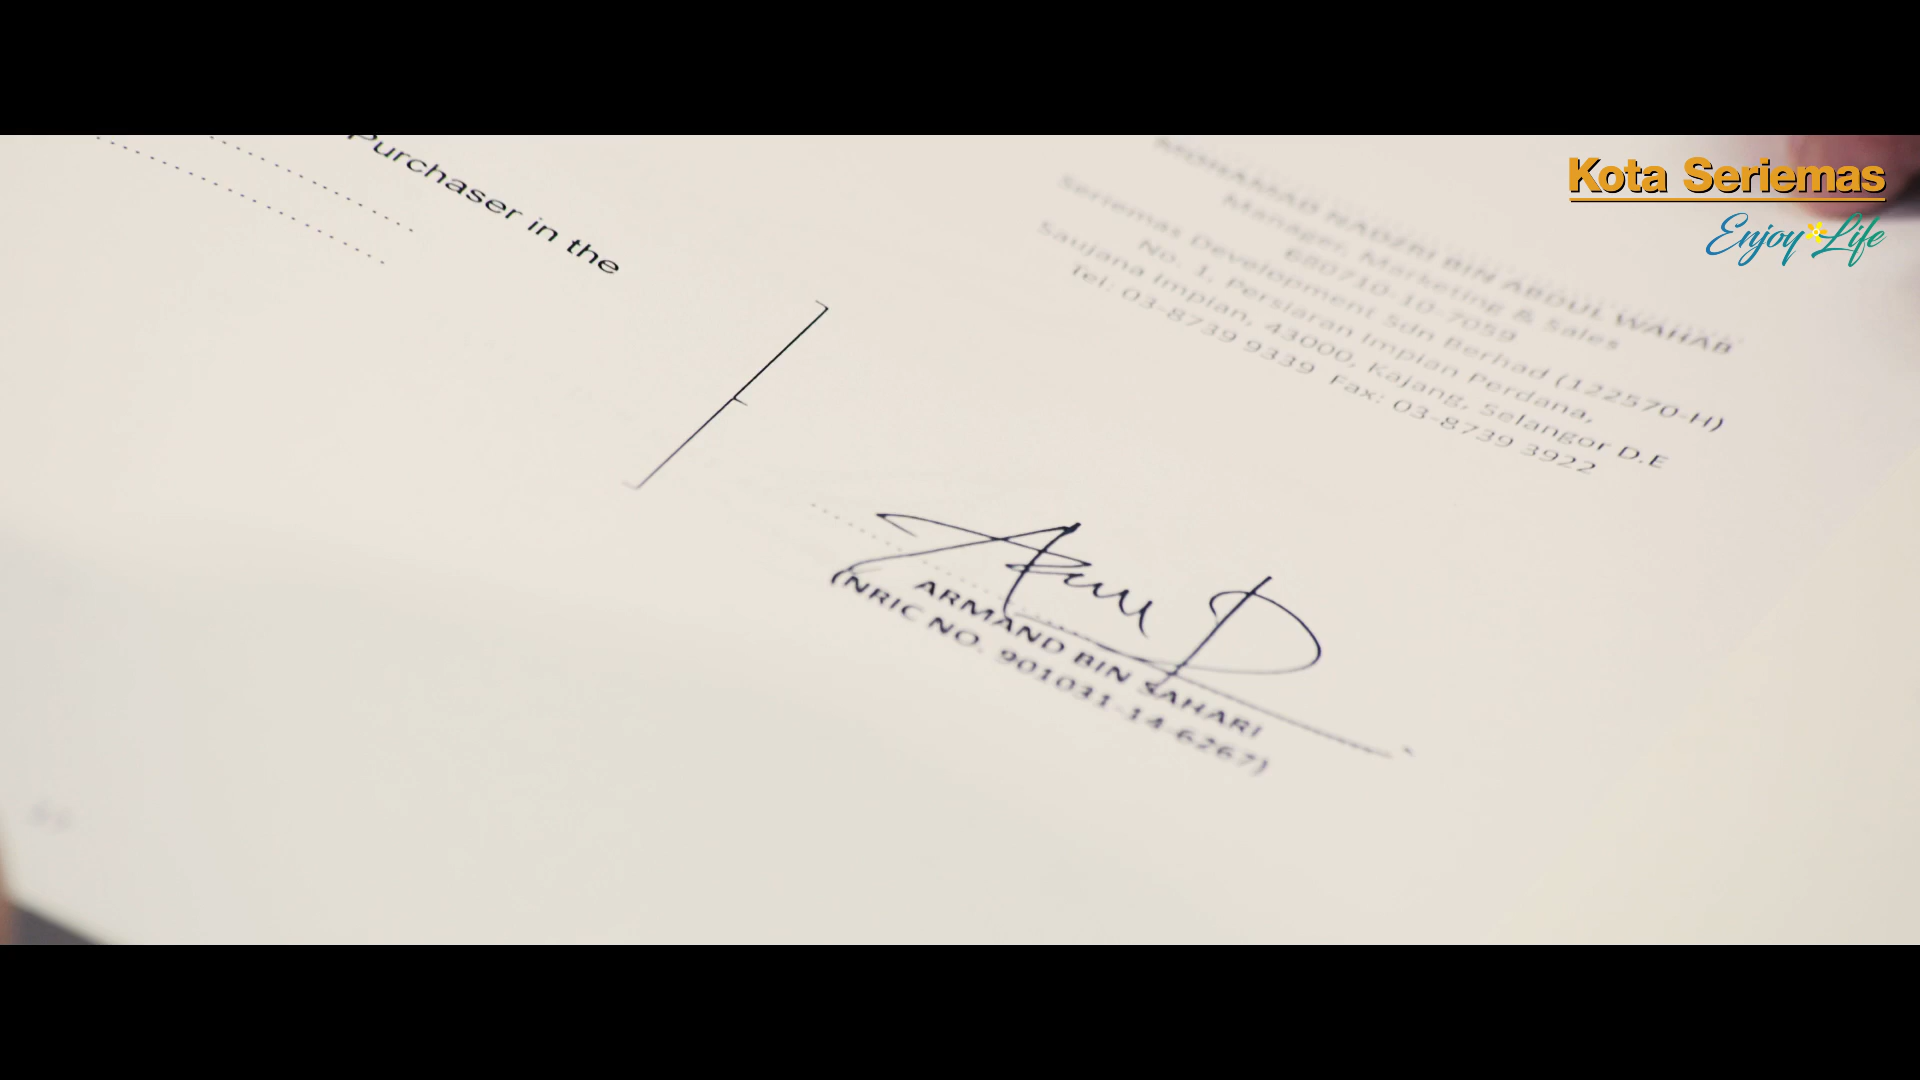 Purchaser in the
MOHAMAD NADZRI BIN ABDUL WAHAB
Manager, Marketing & Sales
680710-10-7059
Seriemas Development Sdn Berhad (122570-H)
No. 1, Persiaran Impian Perdana,
Saujana Impian, 43000, Kajang, Selangor D.E
Tel: 03-8739 9339 Fax: 03-8739 3922
ARMAND BIN SAHARI
(NRIC NO. 901031-14-6267)
Kota Seriemas
Enjoy Life